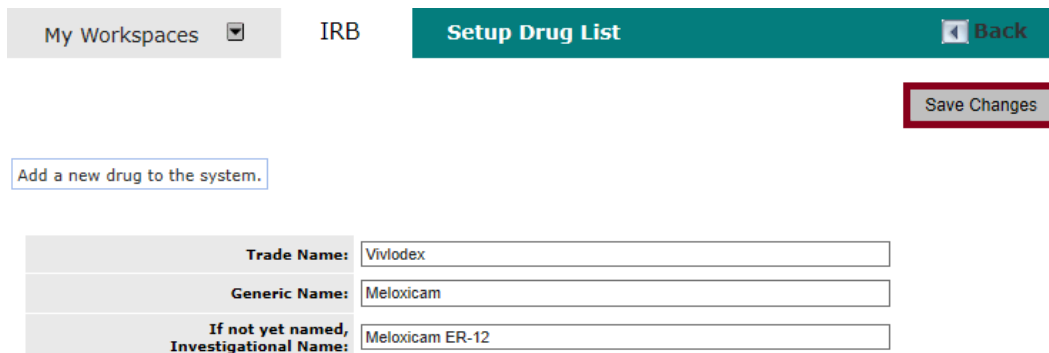 My Workspaces IRB Setup Drug List Back
Save Changes
Add a new drug to the system.
Trade Name: Vivlodex
Generic Name: Meloxicam
If not yet named,
Investigational Name: Meloxicam ER-12